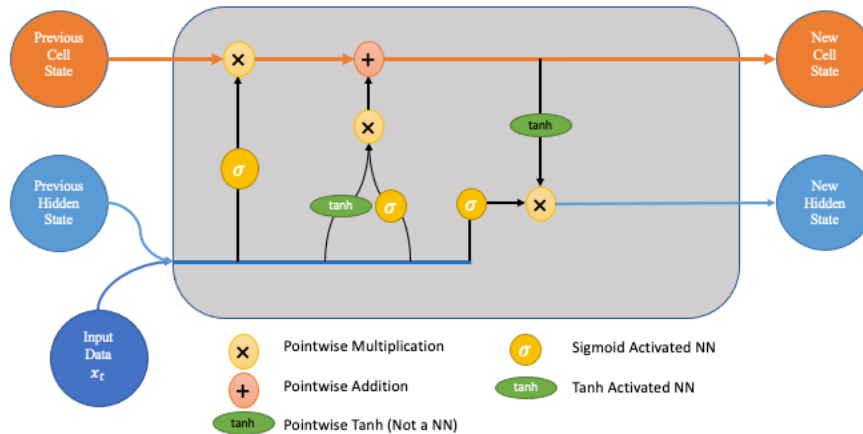 Previous
Cell
State
New
Cell
State
×
+
tanh
×
Previous
Hidden
State
σ
tanh
σ
σ
×
New
Hidden
State
Input
Data
x_t
× Pointwise Multiplication
σ Sigmoid Activated NN
+ Pointwise Addition
tanh Tanh Activated NN
tanh Pointwise Tanh (Not a NN)